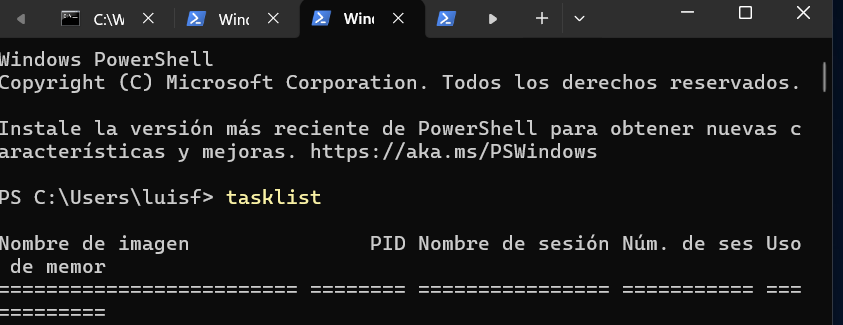 C:\W
Wind
Wind
Windows PowerShell
Copyright (C) Microsoft Corporation. Todos los derechos reservados.
Instale la versión más reciente de PowerShell para obtener nuevas c
aracterísticas y mejoras. https://aka.ms/PSWindows
PS C:\Users\luisf> tasklist
Nombre de imagen PID Nombre de sesión Núm. de ses Uso
de memor
========================= ======== ================ =========== ===
=========